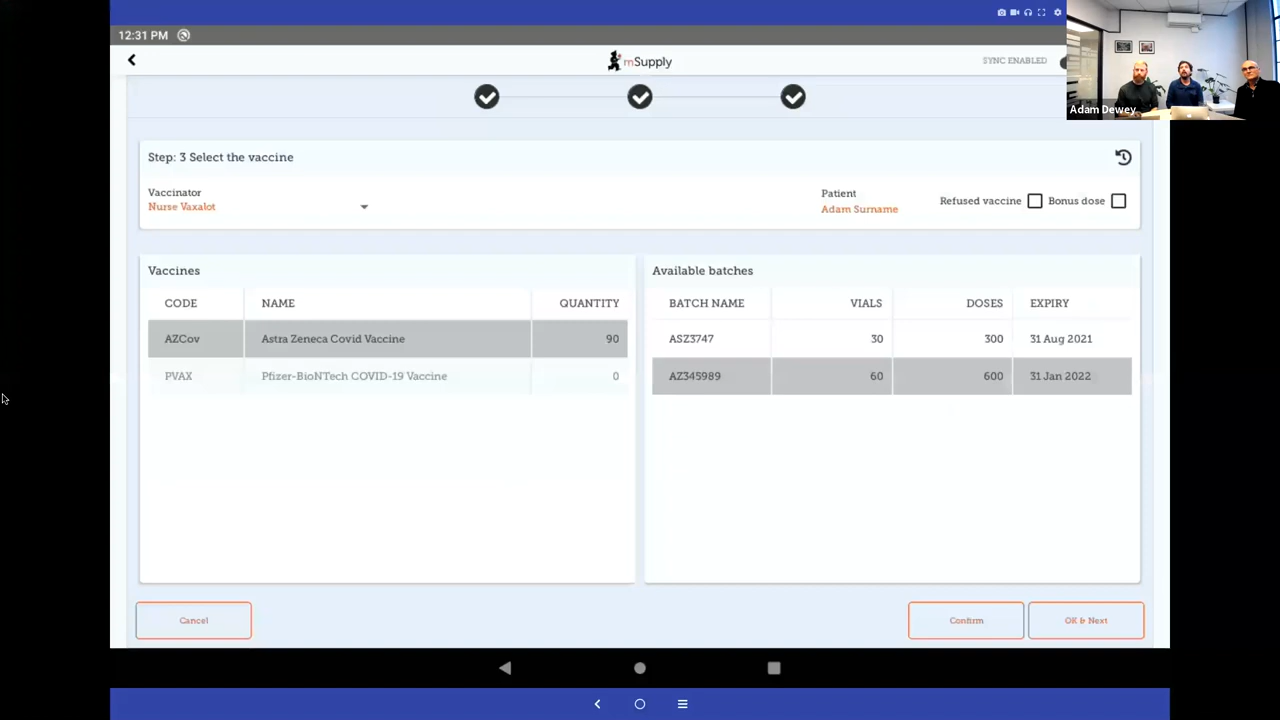 12:31 PM
mSupply
SYNC ENABLED
Adam Dewey
Step: 3 Select the vaccine
Vaccinator
Nurse Vaxalot
Patient
Adam Surname
Refused vaccine
Bonus dose
Vaccines
CODE NAME QUANTITY
AZCov Astra Zeneca Covid Vaccine 90
PVAX Pfizer-BioNTech COVID-19 Vaccine 0
Available batches
BATCH NAME VIALS DOSES EXPIRY
ASZ3747 30 300 31 Aug 2021
AZ345989 60 600 31 Jan 2022
Cancel
Confirm
OK & Next